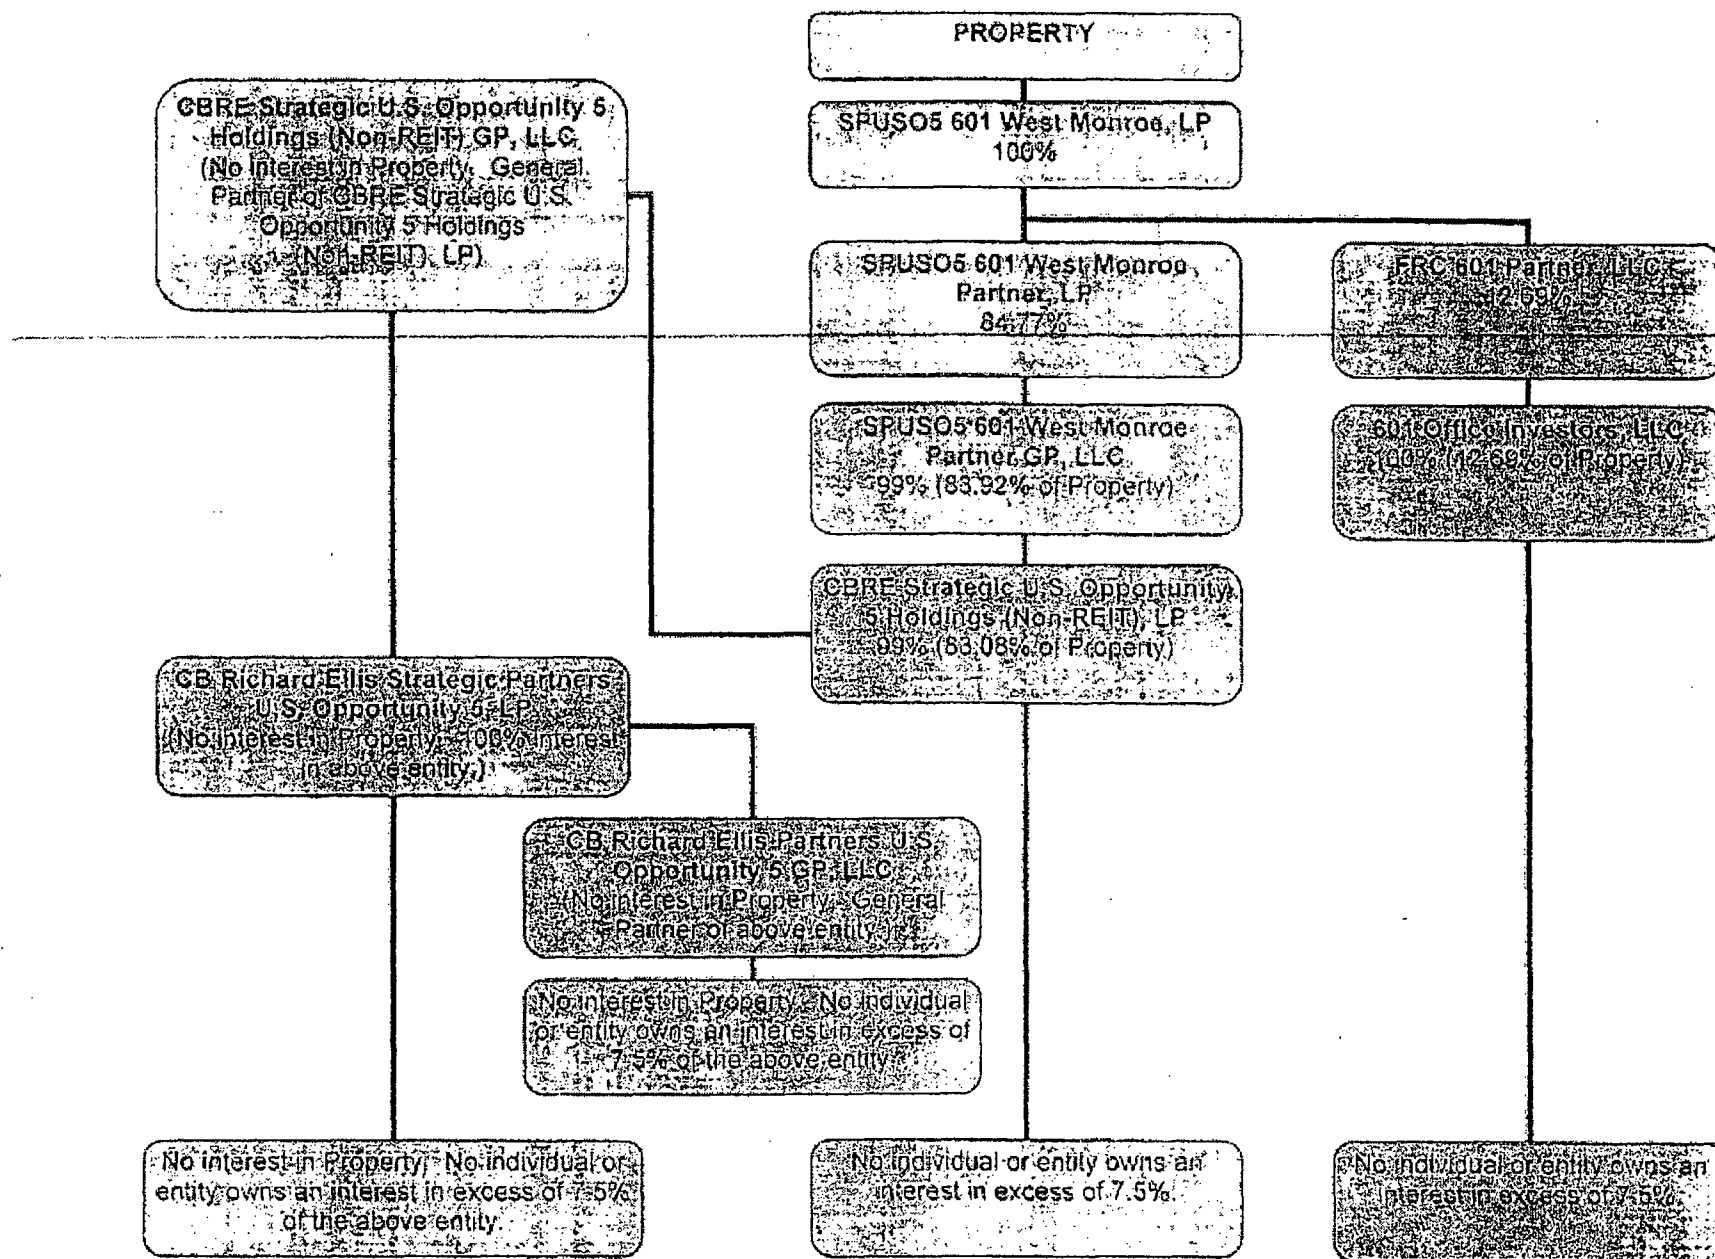 PROPERTY
SPUSO5 601 West Monroe, LP
100%
CBRE Strategic U.S. Opportunity 5
Holdings (Non-REIT) GP, LLC
(No Interest in Property. General
Partner of CBRE Strategic U.S.
Opportunity 5 Holdings
(Non-REIT), LP)
SPUSO5 601 West Monroe
Partner, LP
84.77%
FRC 601 Partner, LLC
12.69%
SPUSO5 601 West Monroe
Partner GP, LLC
99% (83.92% of Property)
601 Office Investors, LLC
100% (12.69% of Property)
CBRE Strategic U.S. Opportunity
5 Holdings (Non-REIT), LP
99% (83.08% of Property)
CB Richard Ellis Strategic Partners
U.S. Opportunity 5, LP
(No interest in Property. 100% interest
in above entity.)
CB Richard Ellis Partners U.S.
Opportunity 5 GP, LLC
(No interest in Property. General
Partner of above entity.)
No interest in Property. No individual
or entity owns an interest in excess of
7.5% of the above entity
No interest in Property. No individual or
entity owns an interest in excess of 7.5%
of the above entity.
No individual or entity owns an
interest in excess of 7.5%.
No individual or entity owns an
interest in excess of 7.5%